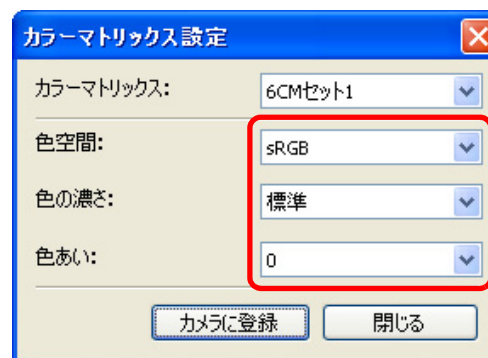 カラーマトリックス設定
カラーマトリックス: 6CMセット1
色空間: sRGB
色の濃さ: 標準
色あい: 0
カメラに登録 閉じる